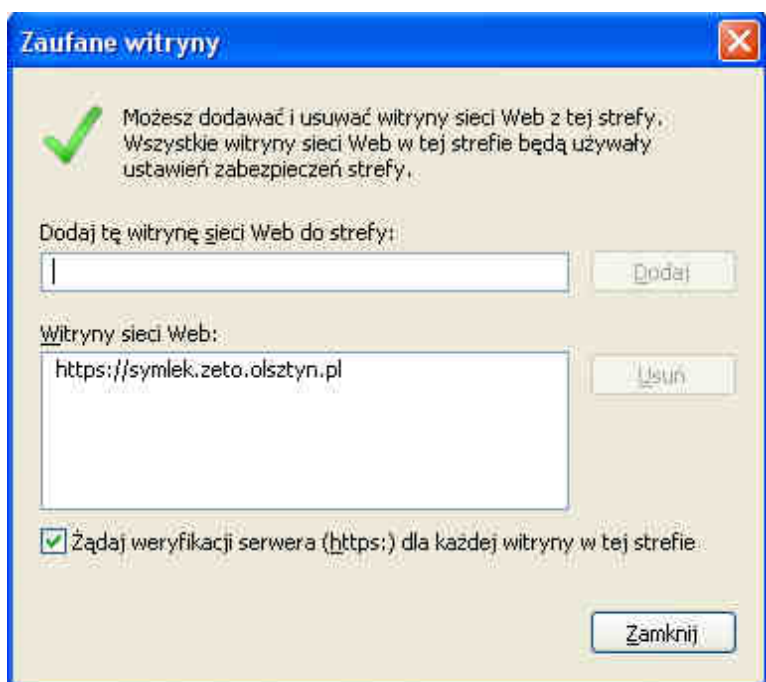 Zaufane witryny
Możesz dodawać i usuwać witryny sieci Web z tej strefy.
Wszystkie witryny sieci Web w tej strefie będą używały
ustawień zabezpieczeń strefy.
Dodaj tę witrynę sieci Web do strefy:
Dodaj
Witryny sieci Web:
https://symlek.zeto.olsztyn.pl
Usuń
Żądaj weryfikacji serwera (https:) dla każdej witryny w tej strefie
Zamknij